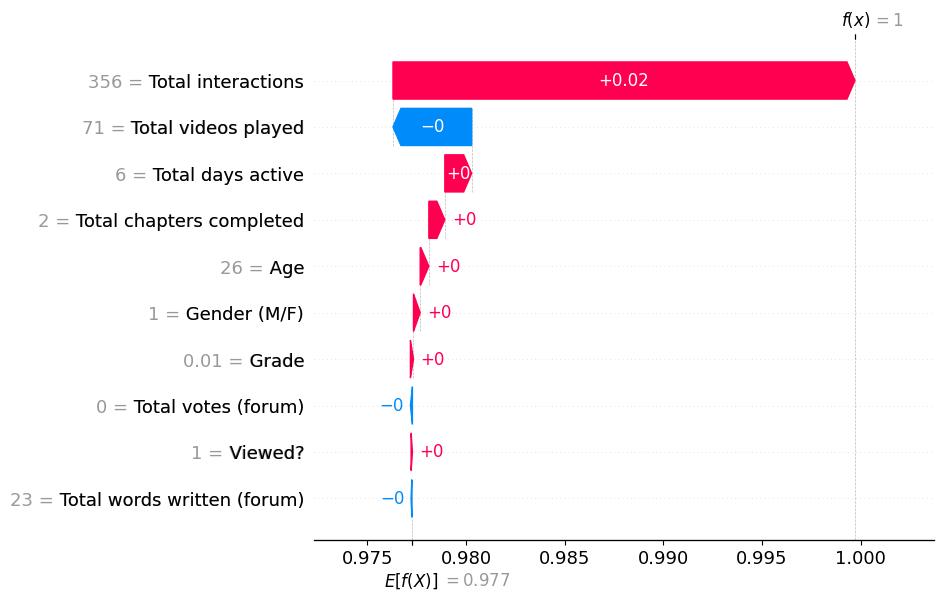 f(x) = 1
356 = Total interactions
+0.02
71 = Total videos played
−0
6 = Total days active
+0
2 = Total chapters completed
+0
26 = Age
+0
1 = Gender (M/F)
+0
0.01 = Grade
+0
0 = Total votes (forum)
−0
1 = Viewed?
+0
23 = Total words written (forum)
−0
0.975 0.980 0.985 0.990 0.995 1.000
E[f(X)] = 0.977